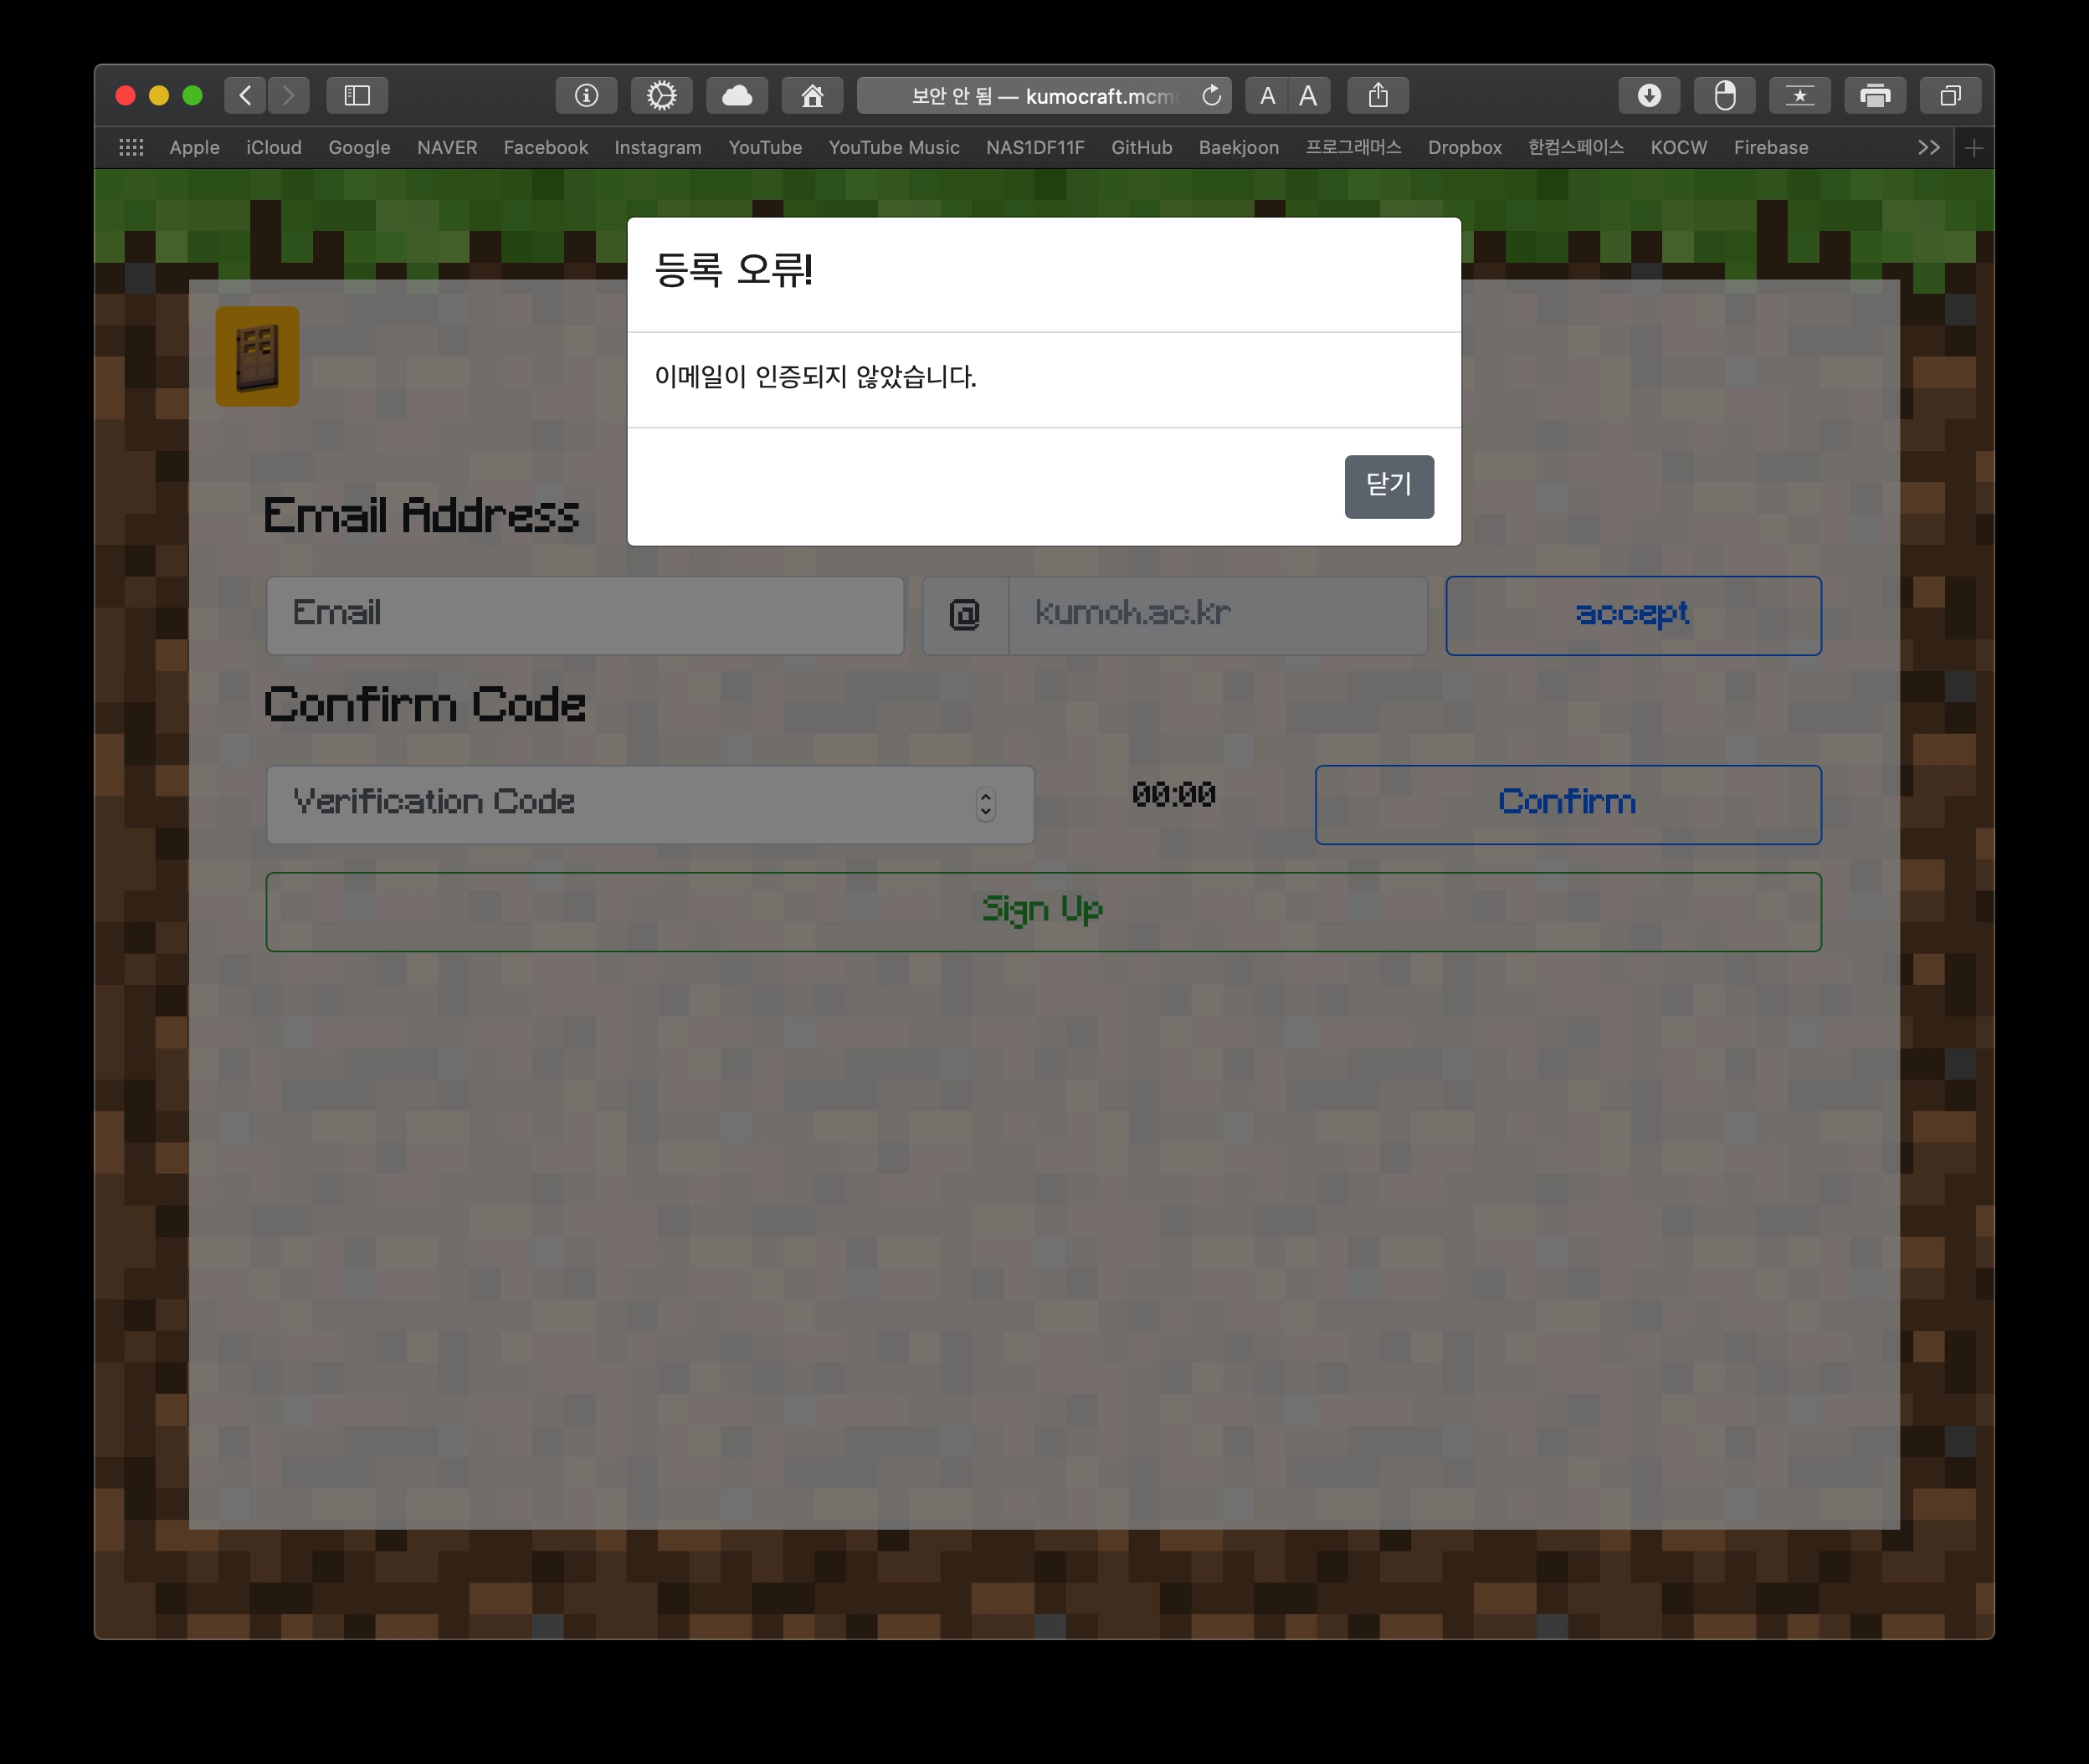 A A
보안 안 됨 — kumocraft.mcm
Apple iCloud Google NAVER Facebook Instagram YouTube YouTube Music NAS1DF11F GitHub Baekjoon 프로그래머스 Dropbox 한컴스페이스 KOCW Firebase
등록 오류!
이메일이 인증되지 않았습니다.
닫기
Email Address
Email @ kumoh.ac.kr accept
Confirm Code
Verification Code 00:00 Confirm
Sign Up